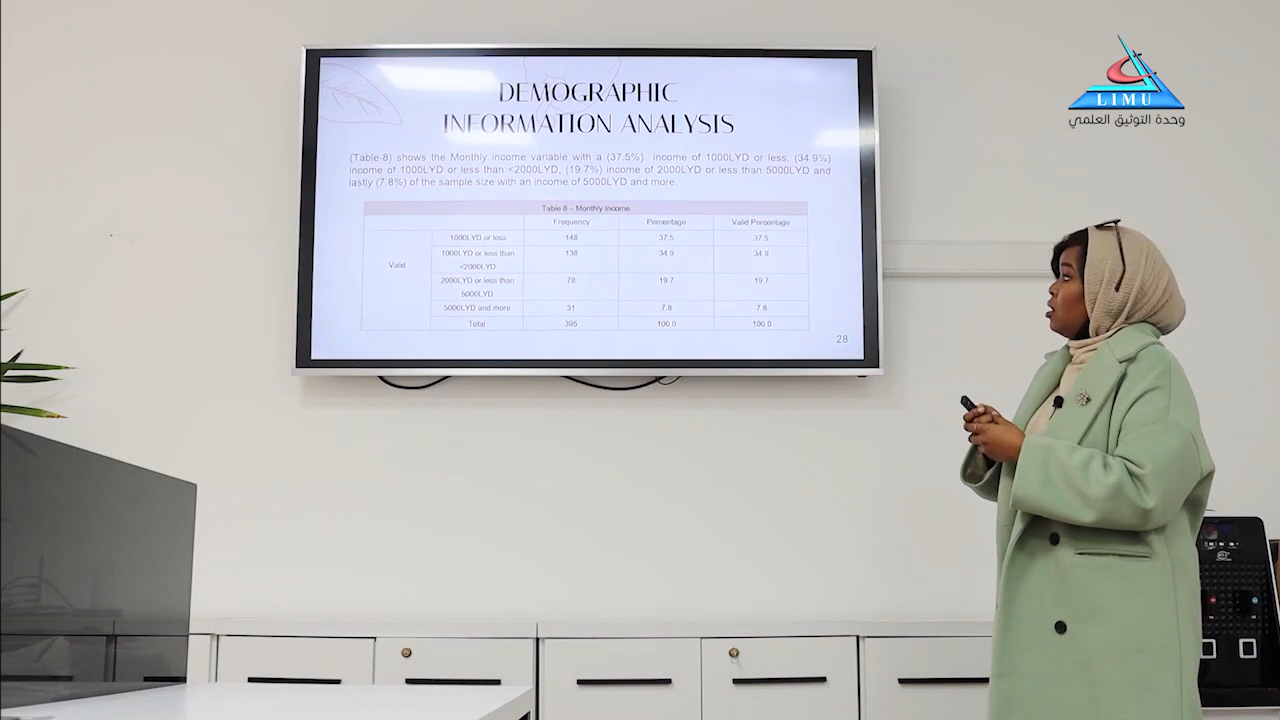 DEMOGRAPHIC
INFORMATION ANALYSIS
(Table-8) shows the Monthly income variable with a (37.5%) income of 1000LYD or less, (34.9%)
income of 1000LYD or less than <2000LYD, (19.7%) income of 2000LYD or less than 5000LYD and
lastly (7.8%) of the sample size with an income of 5000LYD and more.
Table 8 – Monthly Income
Frequency Percentage Valid Percentage
Valid
1000LYD or less 148 37.5 37.5
1000LYD or less than 138 34.9 34.9
<2000LYD
2000LYD or less than 78 19.7 19.7
5000LYD
5000LYD and more 31 7.8 7.8
Total 395 100.0 100.0
28
LIMU
وحدة التوثيق العلمي